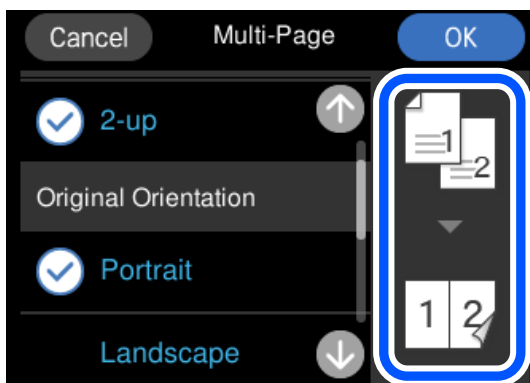 Cancel Multi-Page OK
2-up
Original Orientation
Portrait
Landscape
1
2
1 2